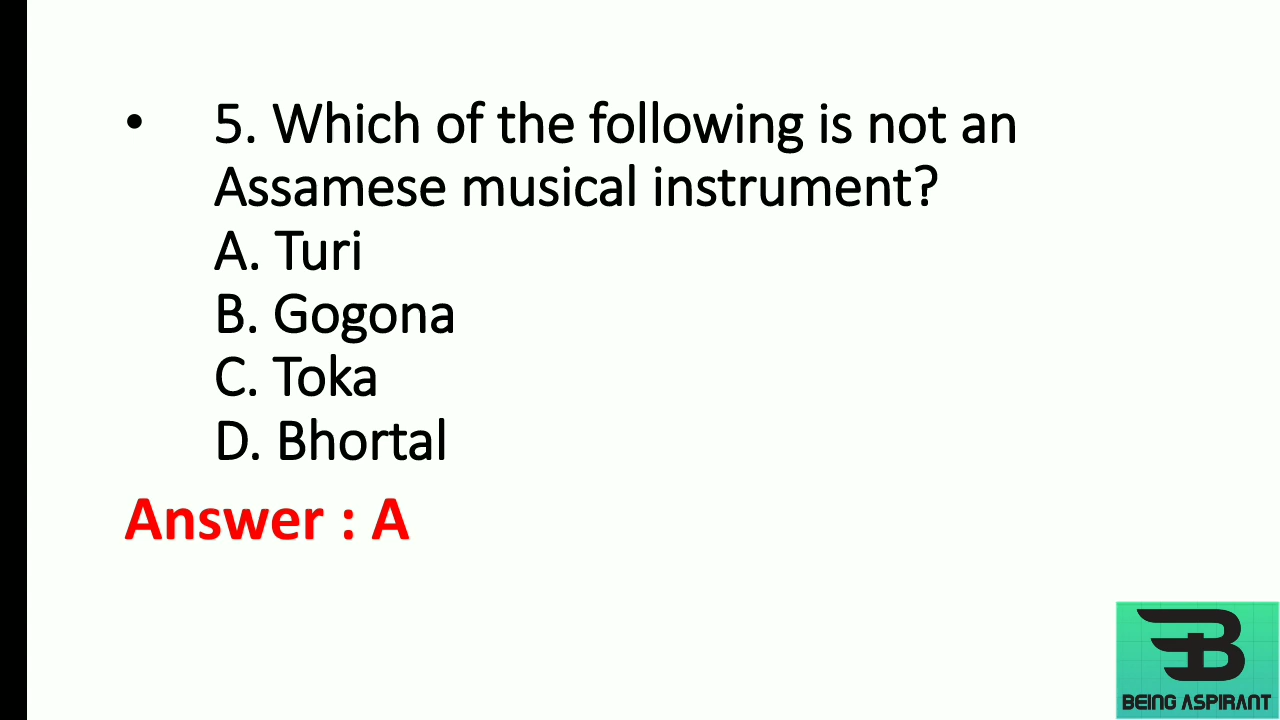 • 5. Which of the following is not an
Assamese musical instrument?
A. Turi
B. Gogona
C. Toka
D. Bhortal
Answer : A
BEING ASPIRANT